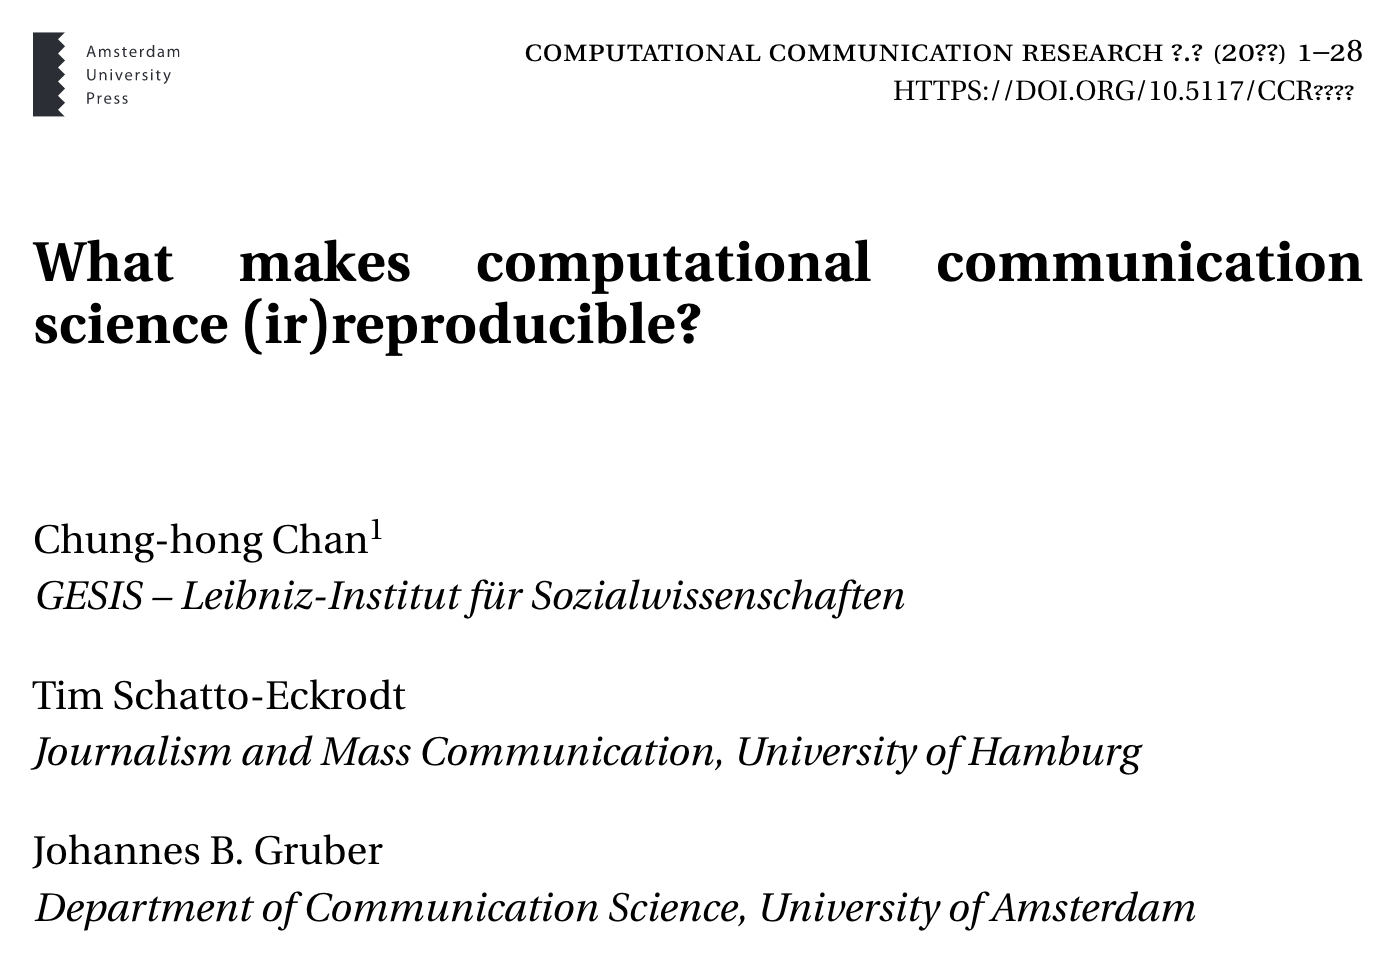 Amsterdam
University
Press
COMPUTATIONAL COMMUNICATION RESEARCH ?.? (20??) 1–28
HTTPS://DOI.ORG/10.5117/CCR????
What makes computational communication
science (ir)reproducible?
Chung-hong Chan1
GESIS – Leibniz-Institut für Sozialwissenschaften
Tim Schatto-Eckrodt
Journalism and Mass Communication, University of Hamburg
Johannes B. Gruber
Department of Communication Science, University of Amsterdam